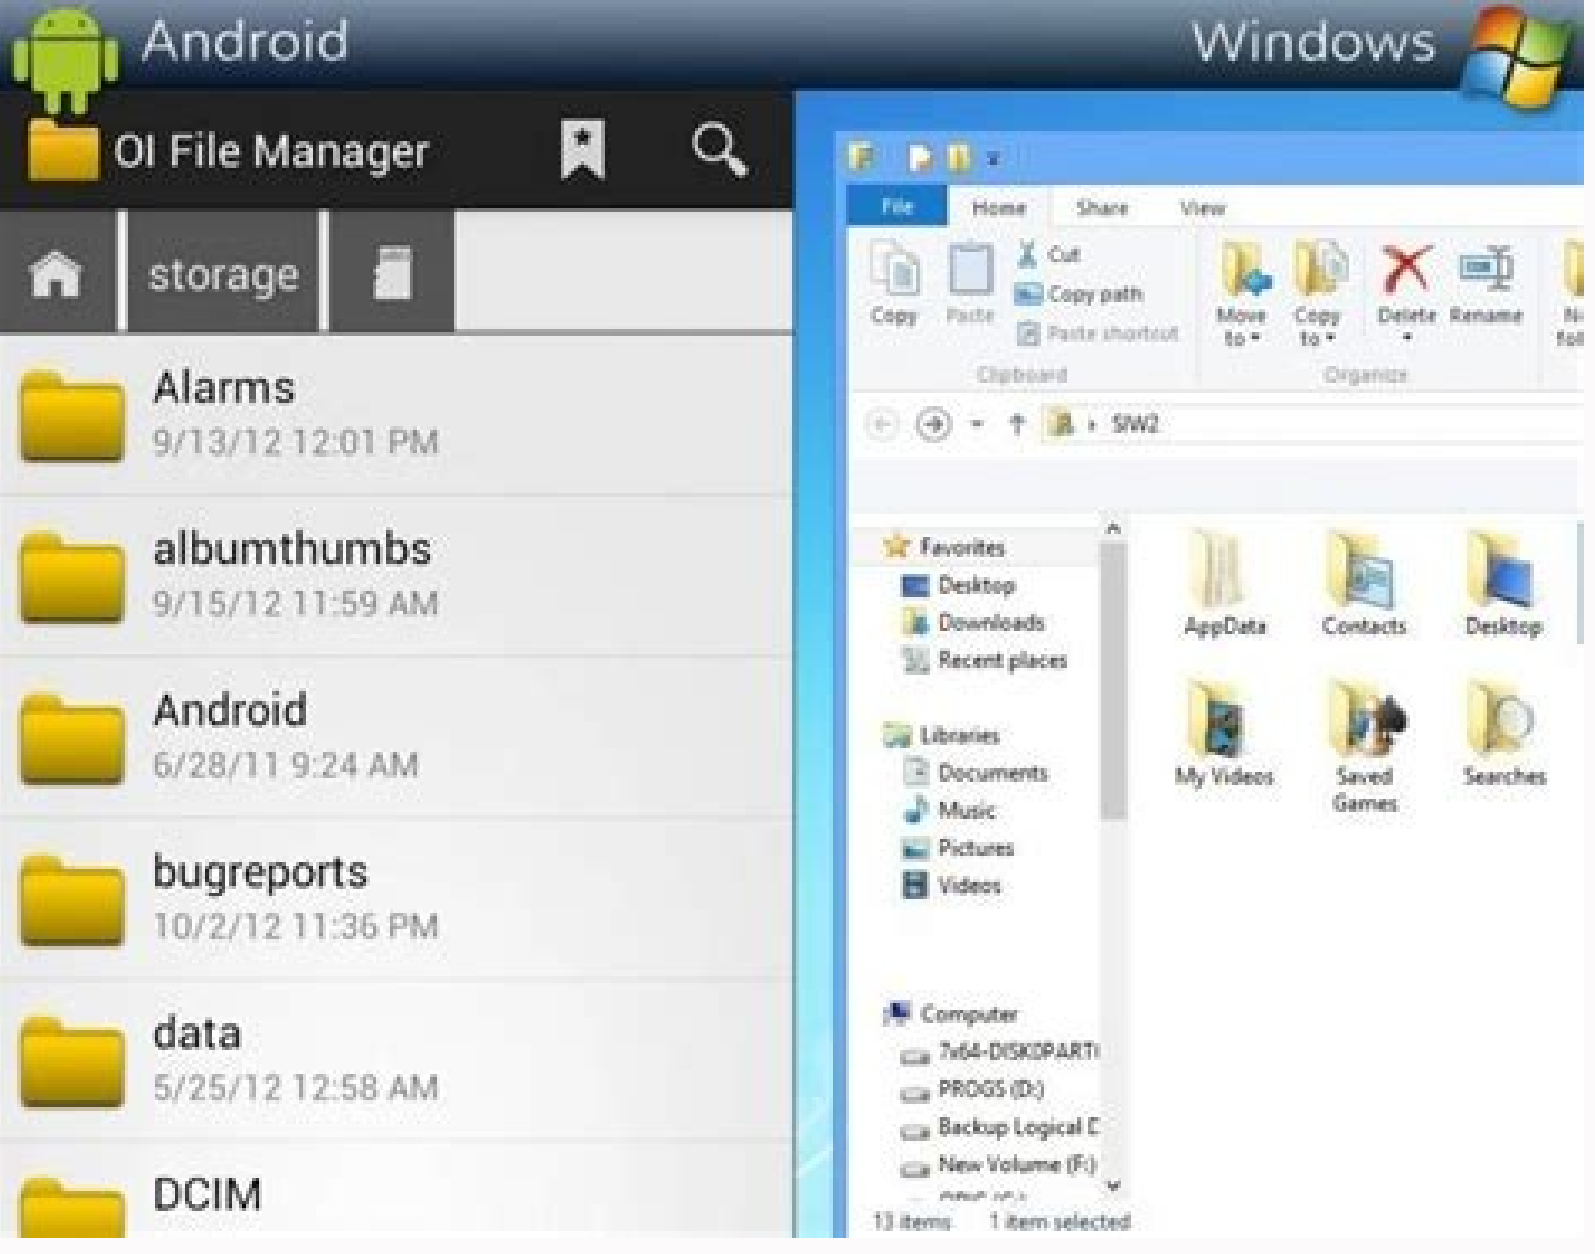 Android
Windows
OI File Manager
storage
Alarms
9/13/12 12:01 PM
albumthumbs
9/15/12 11:59 AM
Android
6/28/11 9:24 AM
bugreports
10/2/12 11:36 PM
data
5/25/12 12:58 AM
DCIM
File Home Share View
Copy
Paste
Cut
Copy path
Paste shortcut
Clipboard
Move to
Copy to
Delete
Rename
Organize
SIW2
Favorites
Desktop
Downloads
Recent places
Libraries
Documents
Music
Pictures
Videos
Computer
7x64-DISK0PARTI
PROGS (D:)
Backup Logical D
New Volume (F:)
AppData
Contacts
Desktop
My Videos
Saved Games
Searches
13 items 1 item selected